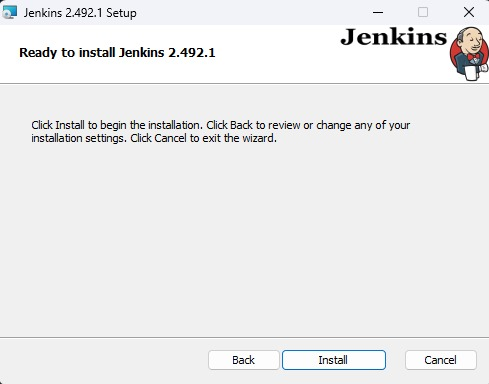 Jenkins 2.492.1 Setup
Jenkins
Ready to install Jenkins 2.492.1
Click Install to begin the installation. Click Back to review or change any of your
installation settings. Click Cancel to exit the wizard.
Back
Install
Cancel